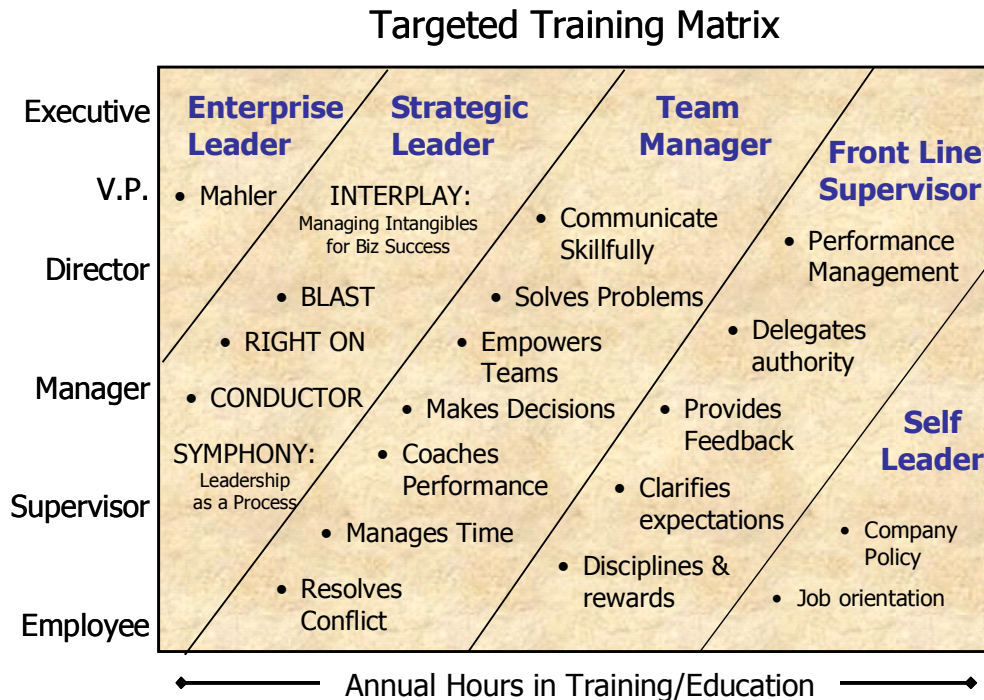 Targeted Training Matrix
Executive
V.P.
Director
Manager
Supervisor
Employee
Enterprise
Leader
• Mahler
Strategic
Leader
INTERPLAY:
Managing Intangibles
for Biz Success
• BLAST
• RIGHT ON
• CONDUCTOR
SYMPHONY:
Leadership
as a Process
Team
Manager
• Communicate
Skillfully
• Solves Problems
• Empowers
Teams
• Makes Decisions
• Coaches
Performance
• Manages Time
• Resolves
Conflict
Front Line
Supervisor
• Performance
Management
• Delegates
authority
• Provides
Feedback
• Clarifies
expectations
• Disciplines &
rewards
Self
Leader
• Company
Policy
• Job orientation
Annual Hours in Training/Education